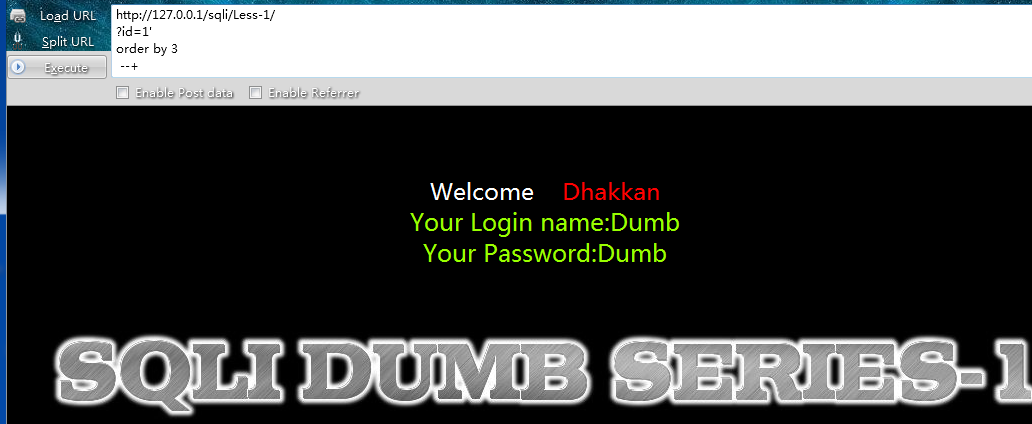 Load URL
http://127.0.0.1/sqli/Less-1/
?id=1'
Split URL
order by 3
Execute
--+
Enable Post data
Enable Referrer
Welcome Dhakkan
Your Login name:Dumb
Your Password:Dumb
SQLI DUMB SERIES-1